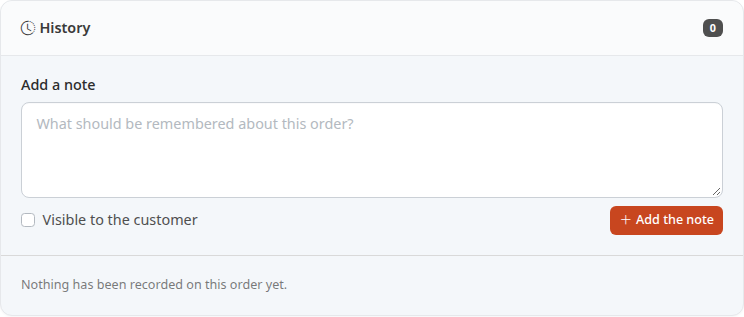 History
0
Add a note
What should be remembered about this order?
Visible to the customer
+ Add the note
Nothing has been recorded on this order yet.